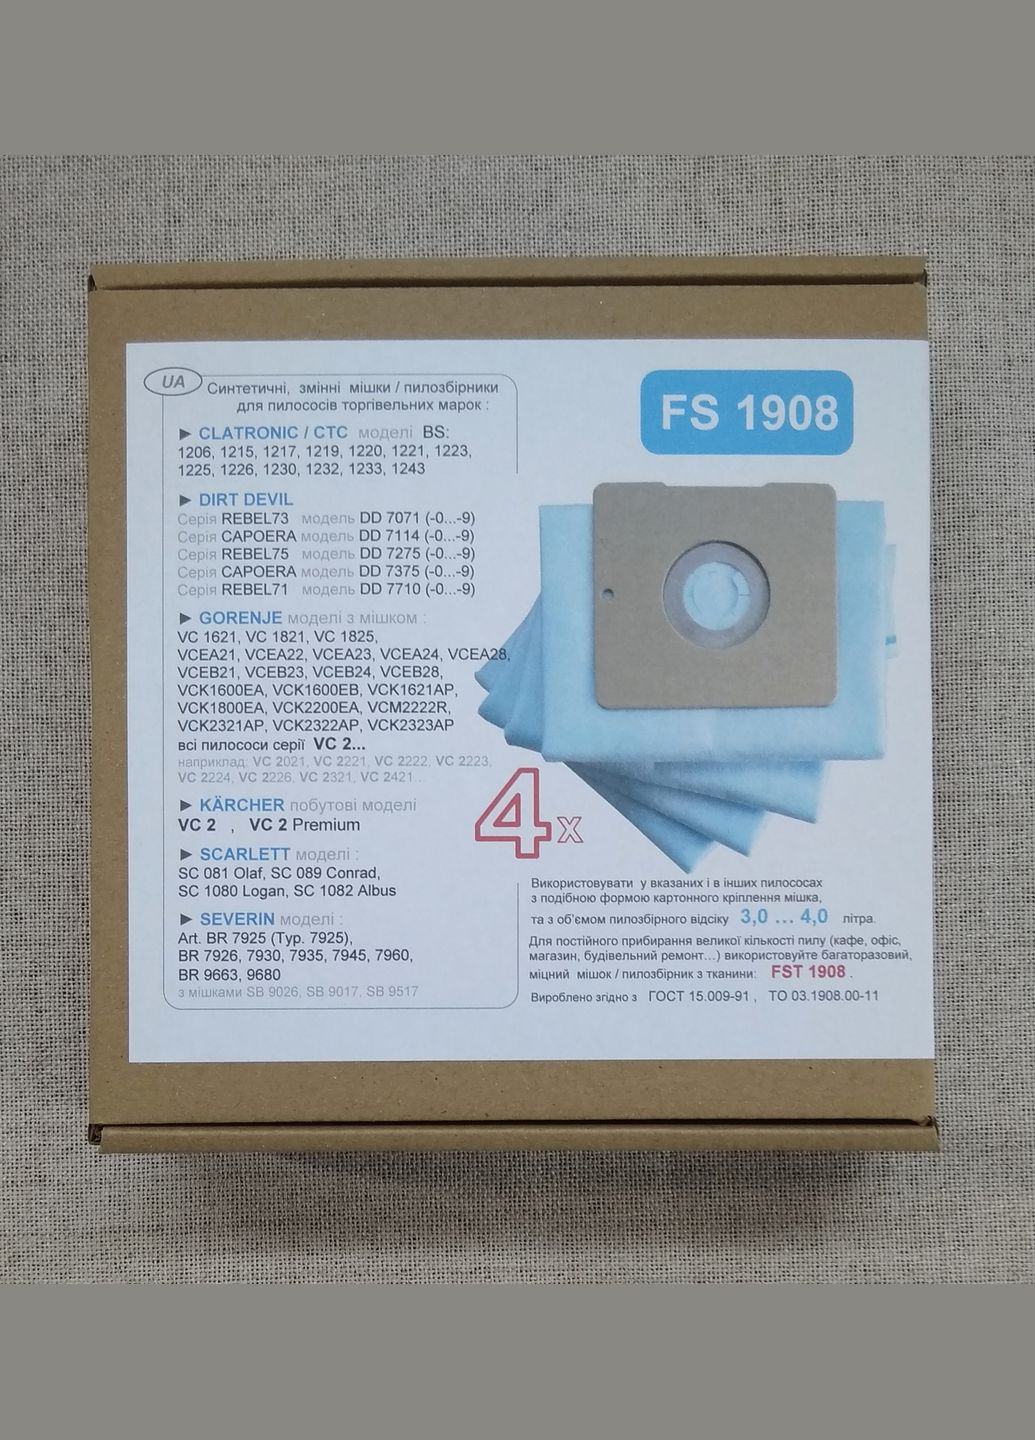 UA
Синтетичні, змінні мішки / пилозбірники
для пилососів торгівельних марок :
► CLATRONIC / CTC моделі BS:
1206, 1215, 1217, 1219, 1220, 1221, 1223,
1225, 1226, 1230, 1232, 1233, 1243
► DIRT DEVIL
Серія REBEL73 модель DD 7071 (-0...-9)
Серія CAPOERA модель DD 7114 (-0...-9)
Серія REBEL75 модель DD 7275 (-0...-9)
Серія CAPOERA модель DD 7375 (-0...-9)
Серія REBEL71 модель DD 7710 (-0...-9)
► GORENJE моделі з мішком :
VC 1621, VC 1821, VC 1825,
VCEA21, VCEA22, VCEA23, VCEA24, VCEA28,
VCEB21, VCEB23, VCEB24, VCEB28,
VCK1600EA, VCK1600EB, VCK1621AP,
VCK1800EA, VCK2200EA, VCM2222R,
VCK2321AP, VCK2322AP, VCK2323AP
всі пилососи серії VC 2...
наприклад: VC 2021, VC 2221, VC 2222, VC 2223,
VC 2224, VC 2226, VC 2321, VC 2421...
► KÄRCHER побутові моделі
VC 2 , VC 2 Premium
► SCARLETT моделі :
SC 081 Olaf, SC 089 Conrad,
SC 1080 Logan, SC 1082 Albus
► SEVERIN моделі :
Art. BR 7925 (Typ. 7925),
BR 7926, 7930, 7935, 7945, 7960,
BR 9663, 9680
з мішками SB 9026, SB 9017, SB 9517
FS 1908
4x
Використовувати у вказаних і в інших пилососах
з подібною формою картонного кріплення мішка,
та з об'ємом пилозбірного відсіку 3,0 ... 4,0 літра.
Для постійного прибирання великої кількості пилу (кафе, офіс,
магазин, будівельний ремонт...) використовуйте багаторазовий,
міцний мішок / пилозбірник з тканини: FST 1908 .
Вироблено згідно з ГОСТ 15.009-91 , ТО 03.1908.00-11